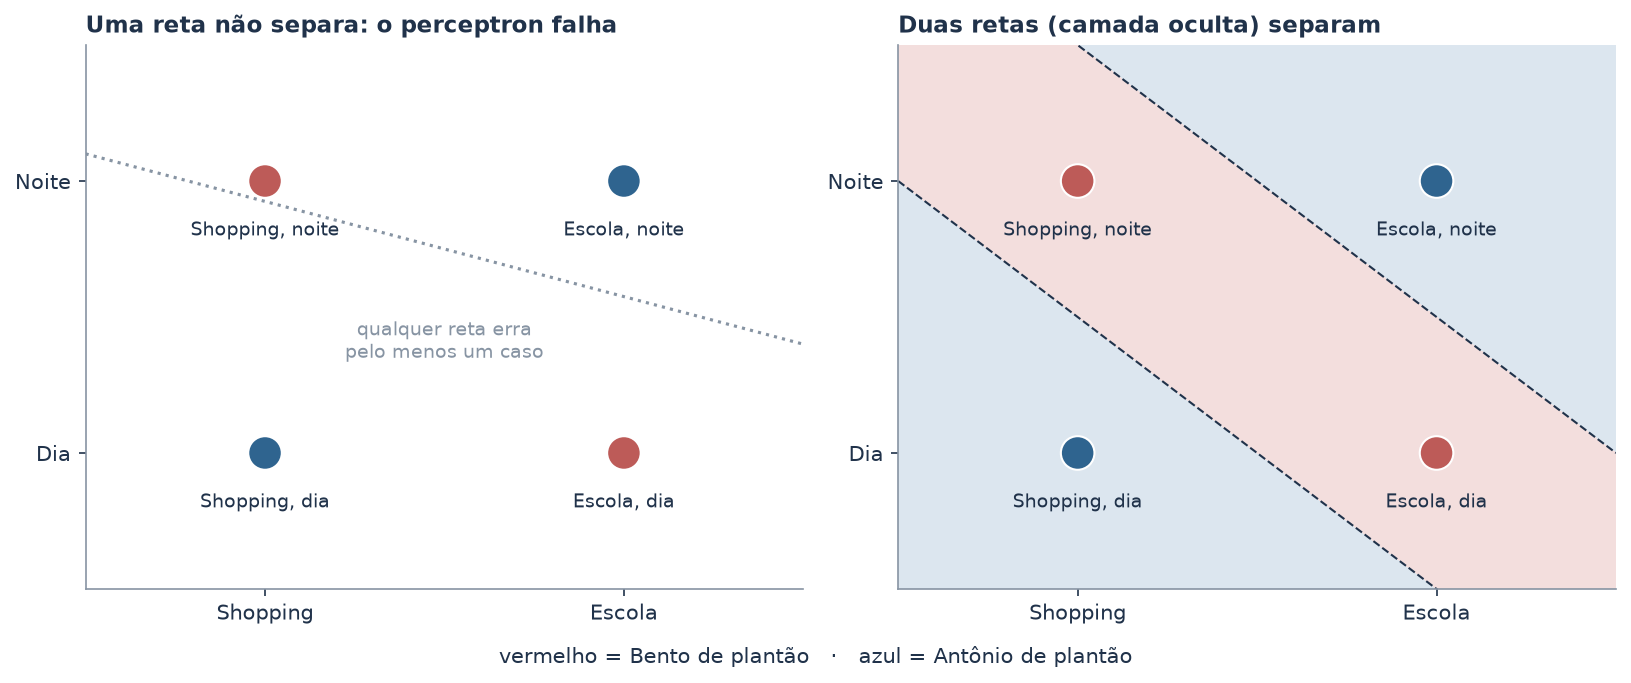 Uma reta não separa: o perceptron falha
Noite
Shopping, noite
Escola, noite
qualquer reta erra
pelo menos um caso
Dia
Shopping, dia
Escola, dia
Shopping
Escola
Duas retas (camada oculta) separam
Noite
Shopping, noite
Escola, noite
Dia
Shopping, dia
Escola, dia
Shopping
Escola
vermelho = Bento de plantão · azul = Antônio de plantão